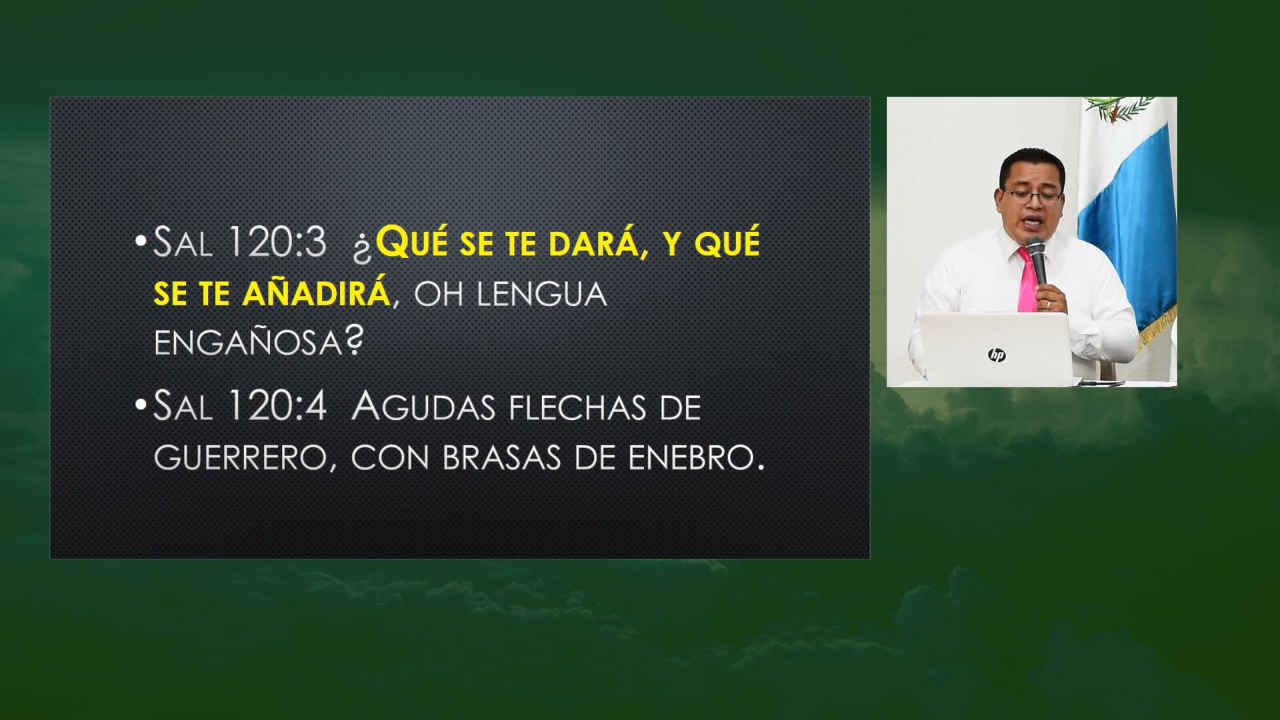 •Sal 120:3 ¿Qué se te dará, y qué
se te añadirá, oh lengua
engañosa?
•Sal 120:4 Agudas flechas de
guerrero, con brasas de enebro.
hp